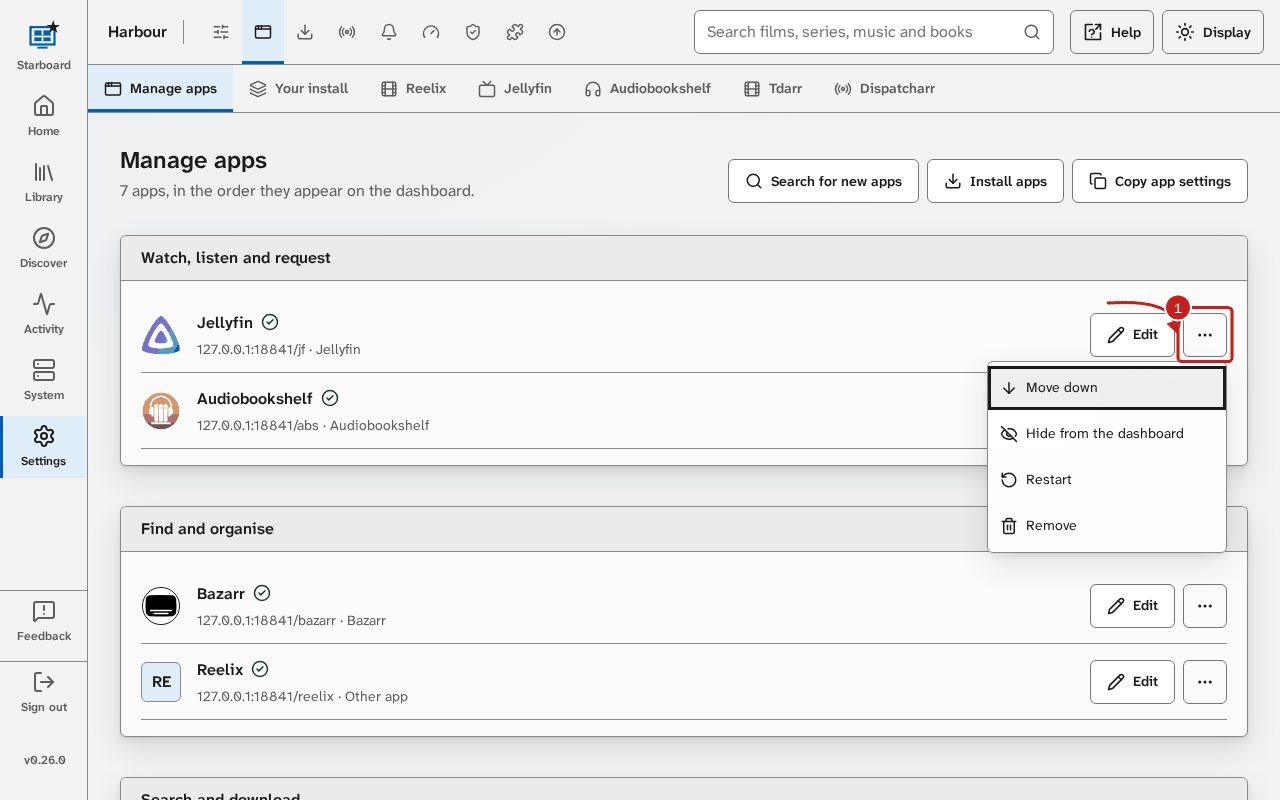 Starboard
Home
Library
Discover
Activity
System
Settings
Feedback
Sign out
v0.26.0
Harbour
Search films, series, music and books
Help
Display
Manage apps
Your install
Reelix
Jellyfin
Audiobookshelf
Tdarr
Dispatcharr
Manage apps
7 apps, in the order they appear on the dashboard.
Search for new apps
Install apps
Copy app settings
Watch, listen and request
Jellyfin
127.0.0.1:18841/jf · Jellyfin
Edit
1
Audiobookshelf
127.0.0.1:18841/abs · Audiobookshelf
Move down
Hide from the dashboard
Restart
Remove
Find and organise
Bazarr
127.0.0.1:18841/bazarr · Bazarr
Edit
RE
Reelix
127.0.0.1:18841/reelix · Other app
Edit
Search and download